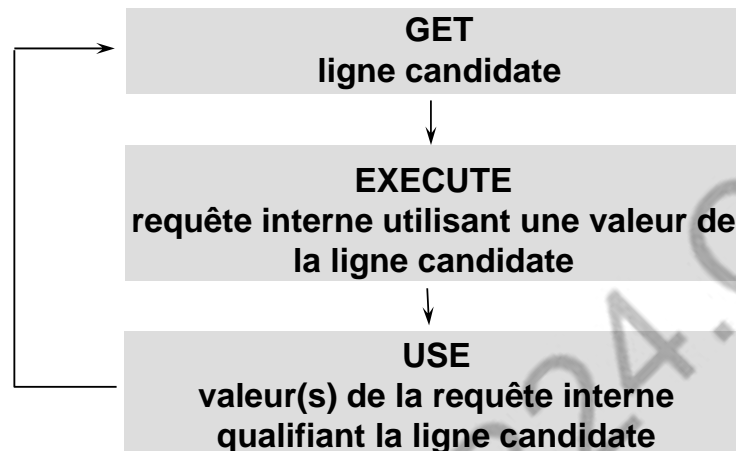 GET
ligne candidate
EXECUTE
requête interne utilisant une valeur de
la ligne candidate
USE
valeur(s) de la requête interne
qualifiant la ligne candidate